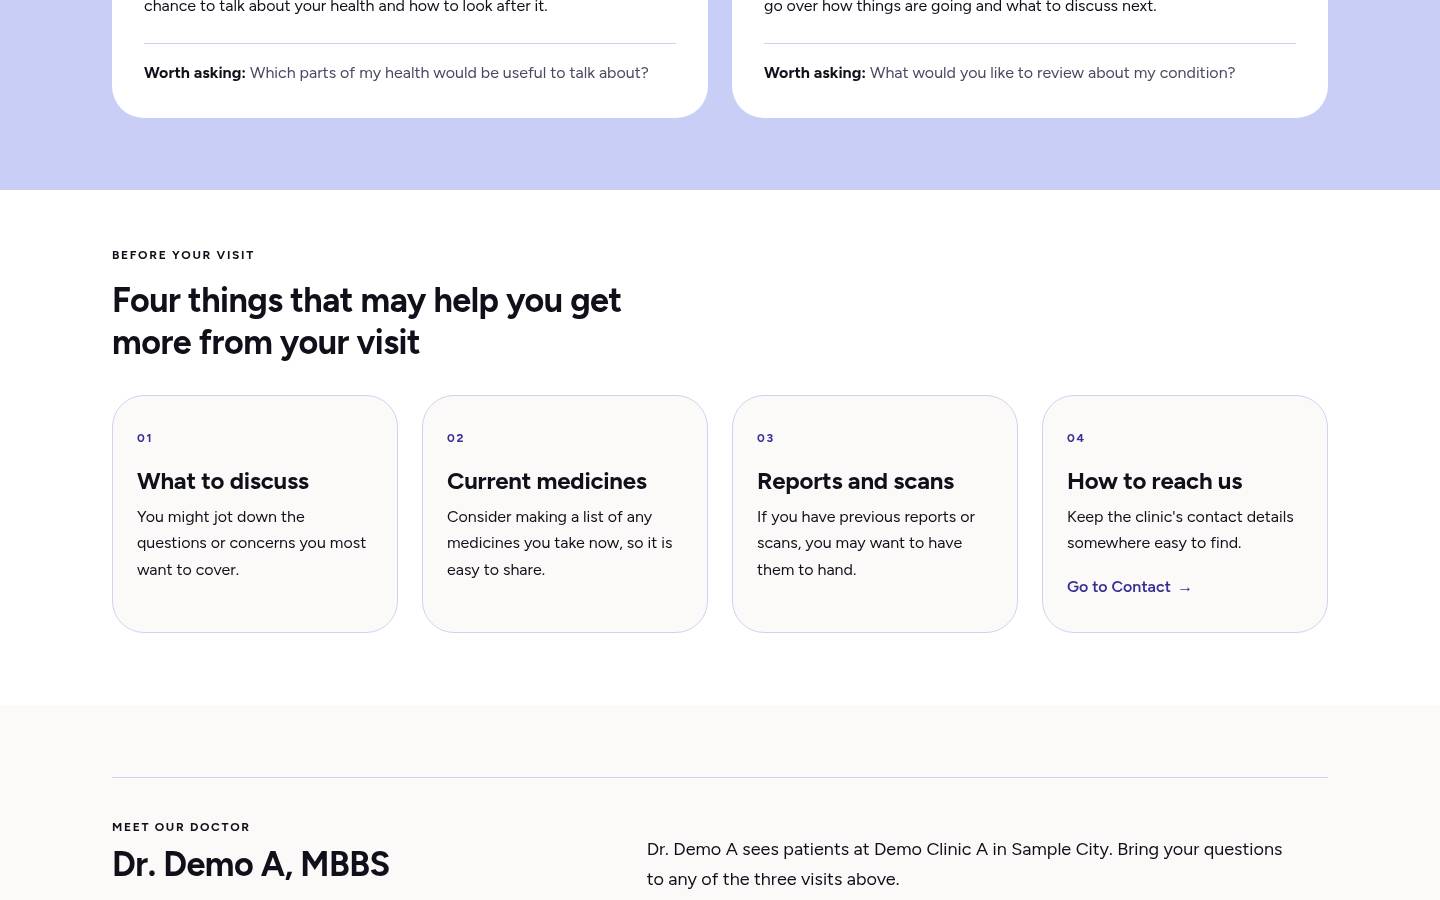 chance to talk about your health and how to look after it.
Worth asking: Which parts of my health would be useful to talk about?
go over how things are going and what to discuss next.
Worth asking: What would you like to review about my condition?
BEFORE YOUR VISIT
Four things that may help you get
more from your visit
01
What to discuss
You might jot down the
questions or concerns you most
want to cover.
02
Current medicines
Consider making a list of any
medicines you take now, so it is
easy to share.
03
Reports and scans
If you have previous reports or
scans, you may want to have
them to hand.
04
How to reach us
Keep the clinic's contact details
somewhere easy to find.
Go to Contact →
MEET OUR DOCTOR
Dr. Demo A, MBBS
Dr. Demo A sees patients at Demo Clinic A in Sample City. Bring your questions
to any of the three visits above.